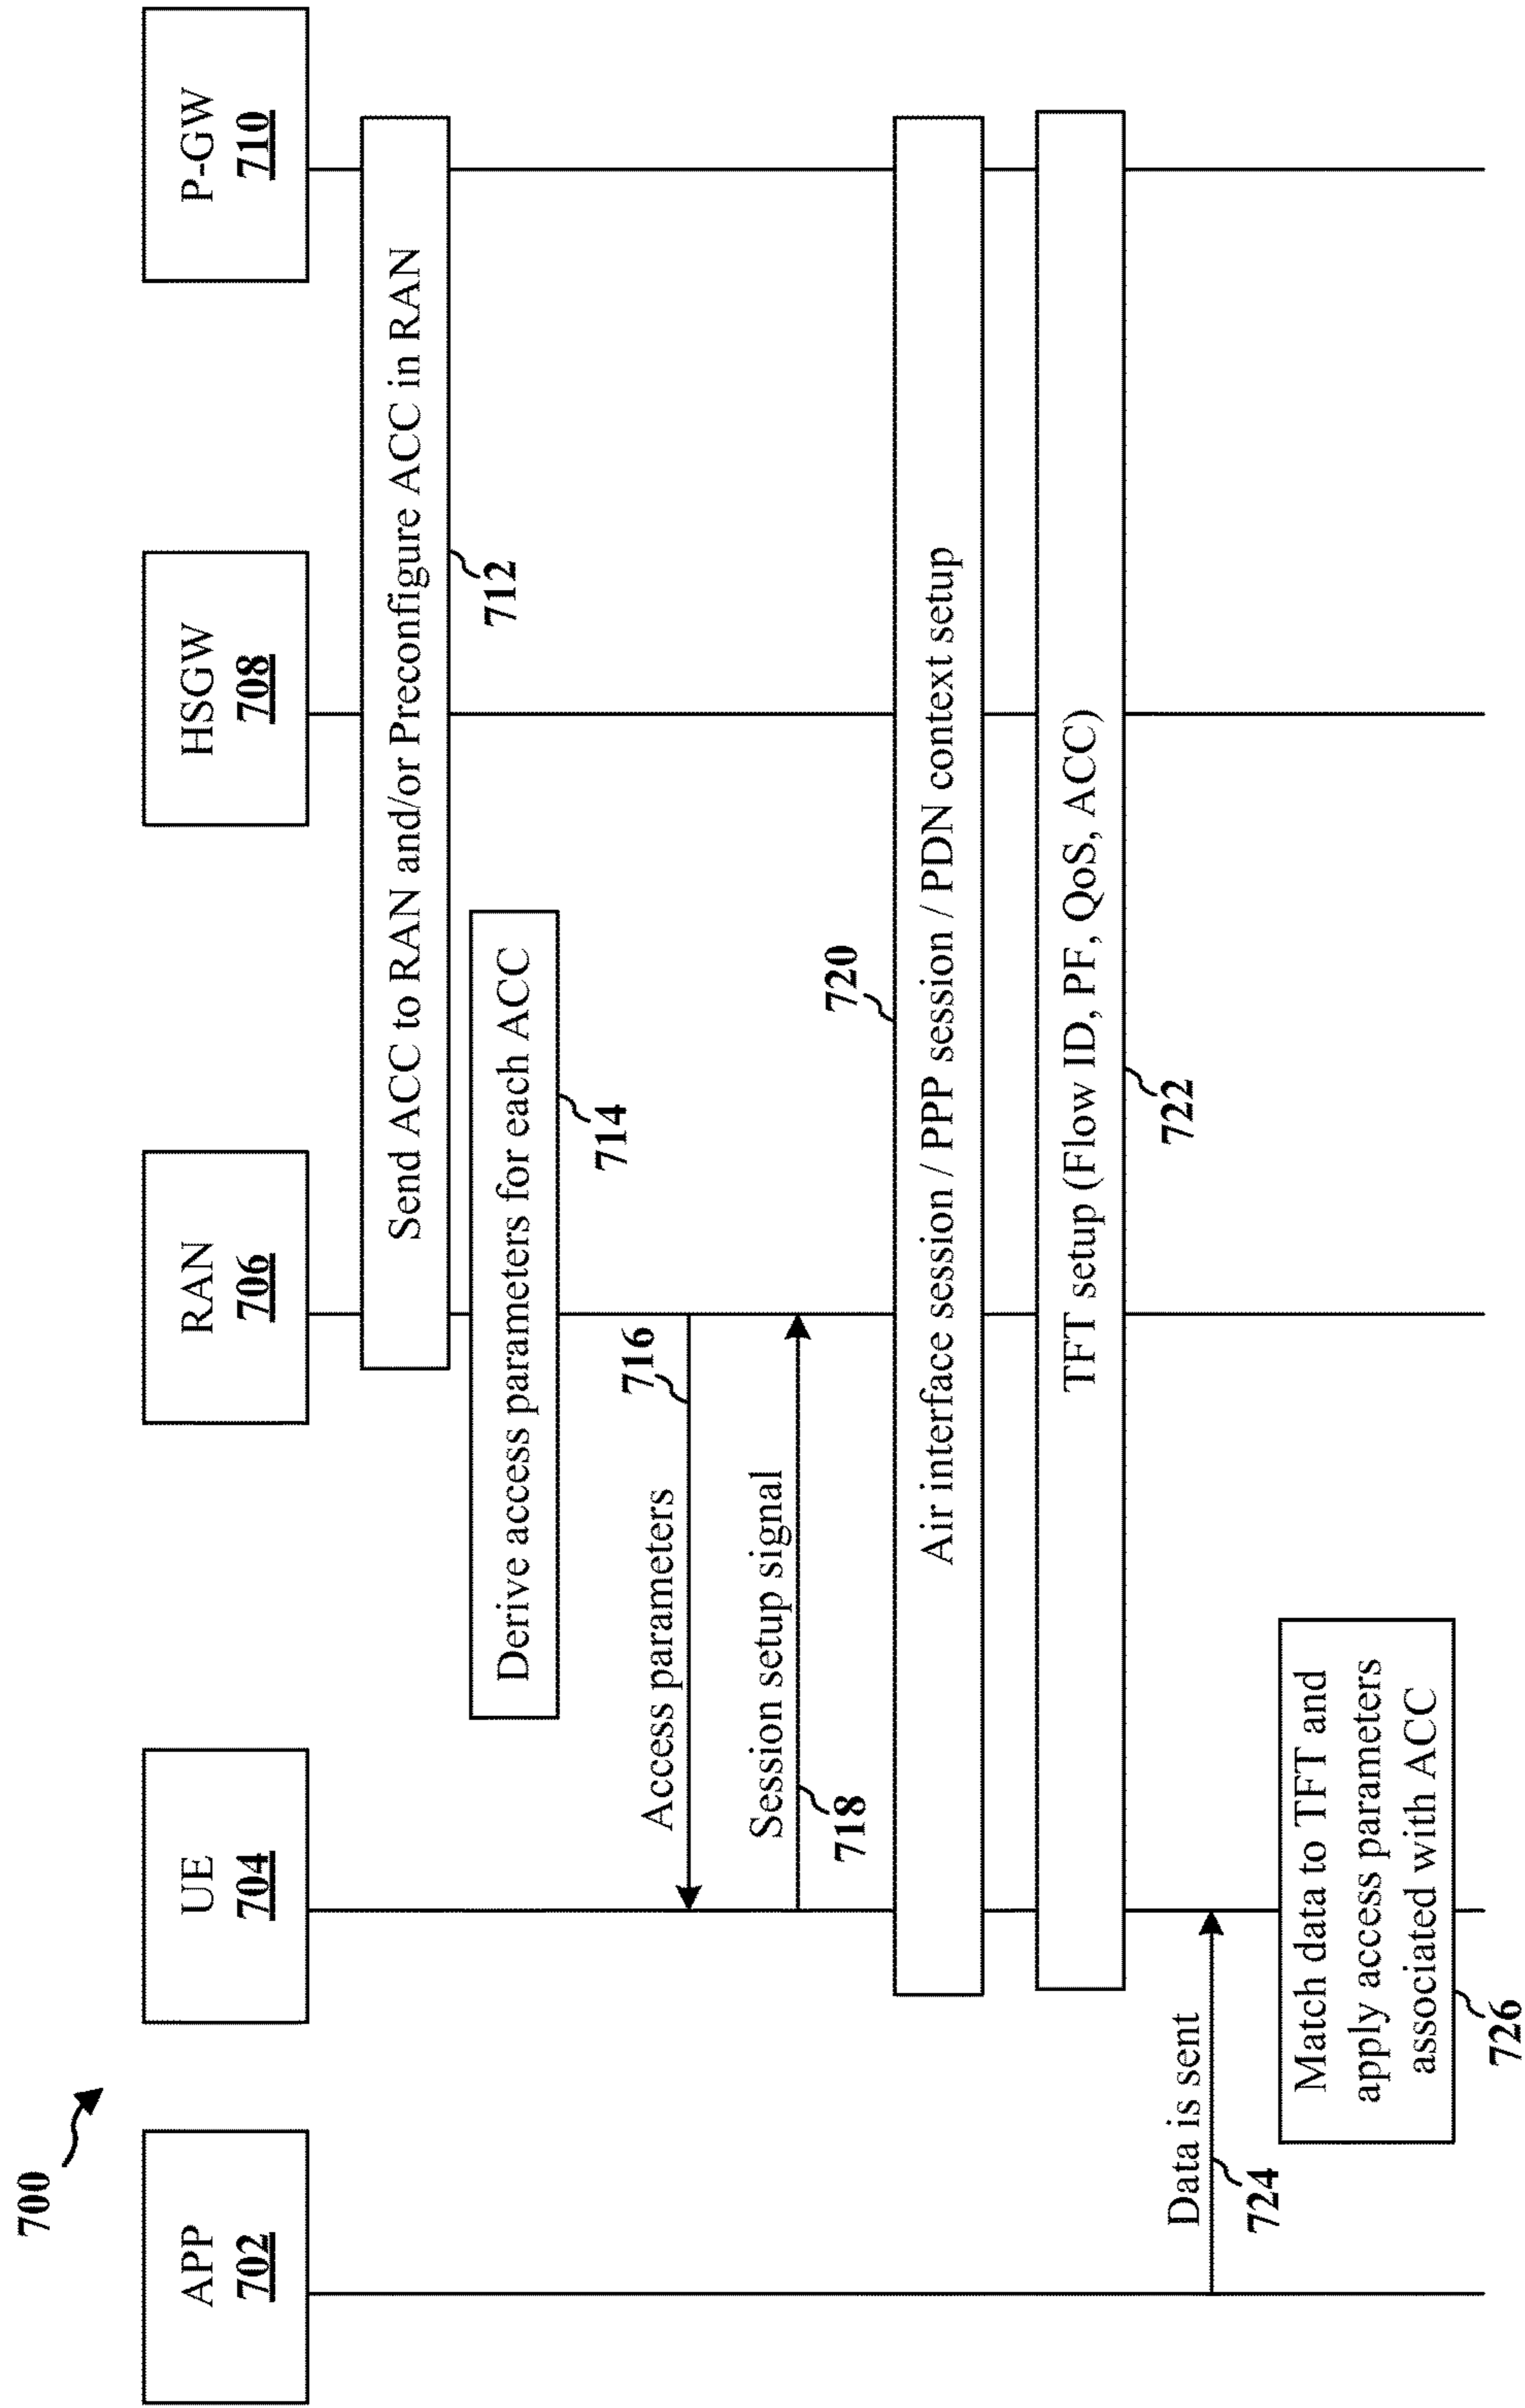 700
APP
702
UE
704
RAN
706
HSGW
708
P-GW
710
Send ACC to RAN and/or Preconfigure ACC in RAN
712
Derive access parameters for each ACC
714
Access parameters
716
Session setup signal
718
Air interface session / PPP session / PDN context setup
720
TFT setup (Flow ID, PF, QoS, ACC)
722
Data is sent
724
Match data to TFT and
apply access parameters
associated with ACC
726